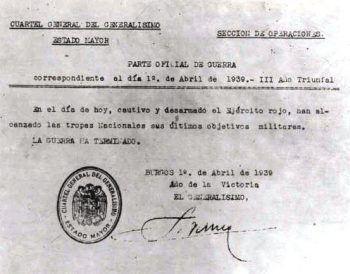 CUARTEL GENERAL DEL GENERALISIMO
ESTADO MAYOR
SECCION DE OPERACIONES.
PARTE OFICIAL DE GUERRA
correspondiente al día 1º. de Abril de 1939.- III Año Triunfal
En el día de hoy, cautivo y desarmado el Ejército rojo, han al-
canzado las tropas Nacionales sus últimos objetivos militares.
LA GUERRA HA TERMINADO.
BURGOS 1º. de Abril de 1939
Año de la Victoria
EL GENERALISIMO,
CUARTEL GENERAL DEL GENERALISIMO
ESTADO MAYOR